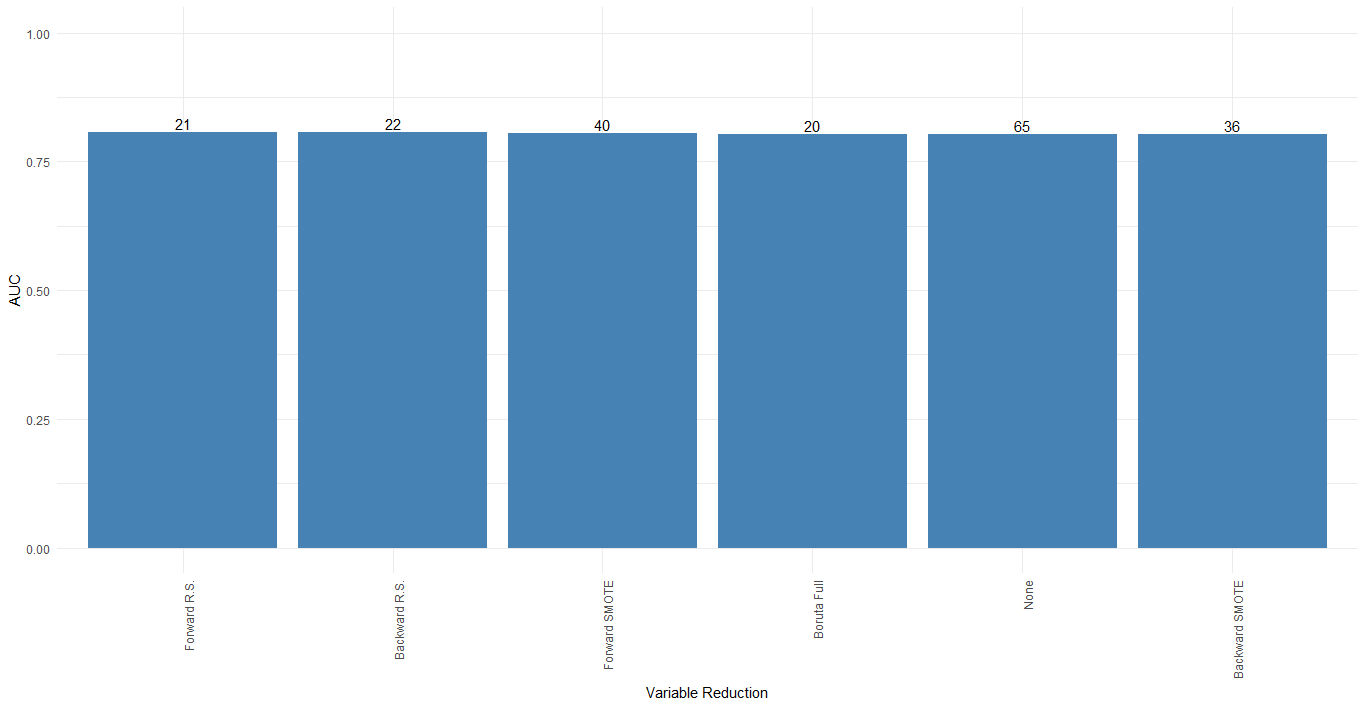 1.00
0.75
0.50
0.25
0.00
AUC
21
22
40
20
65
36
Forward R.S.
Backward R.S.
Forward SMOTE
Boruta Full
None
Backward SMOTE
Variable Reduction